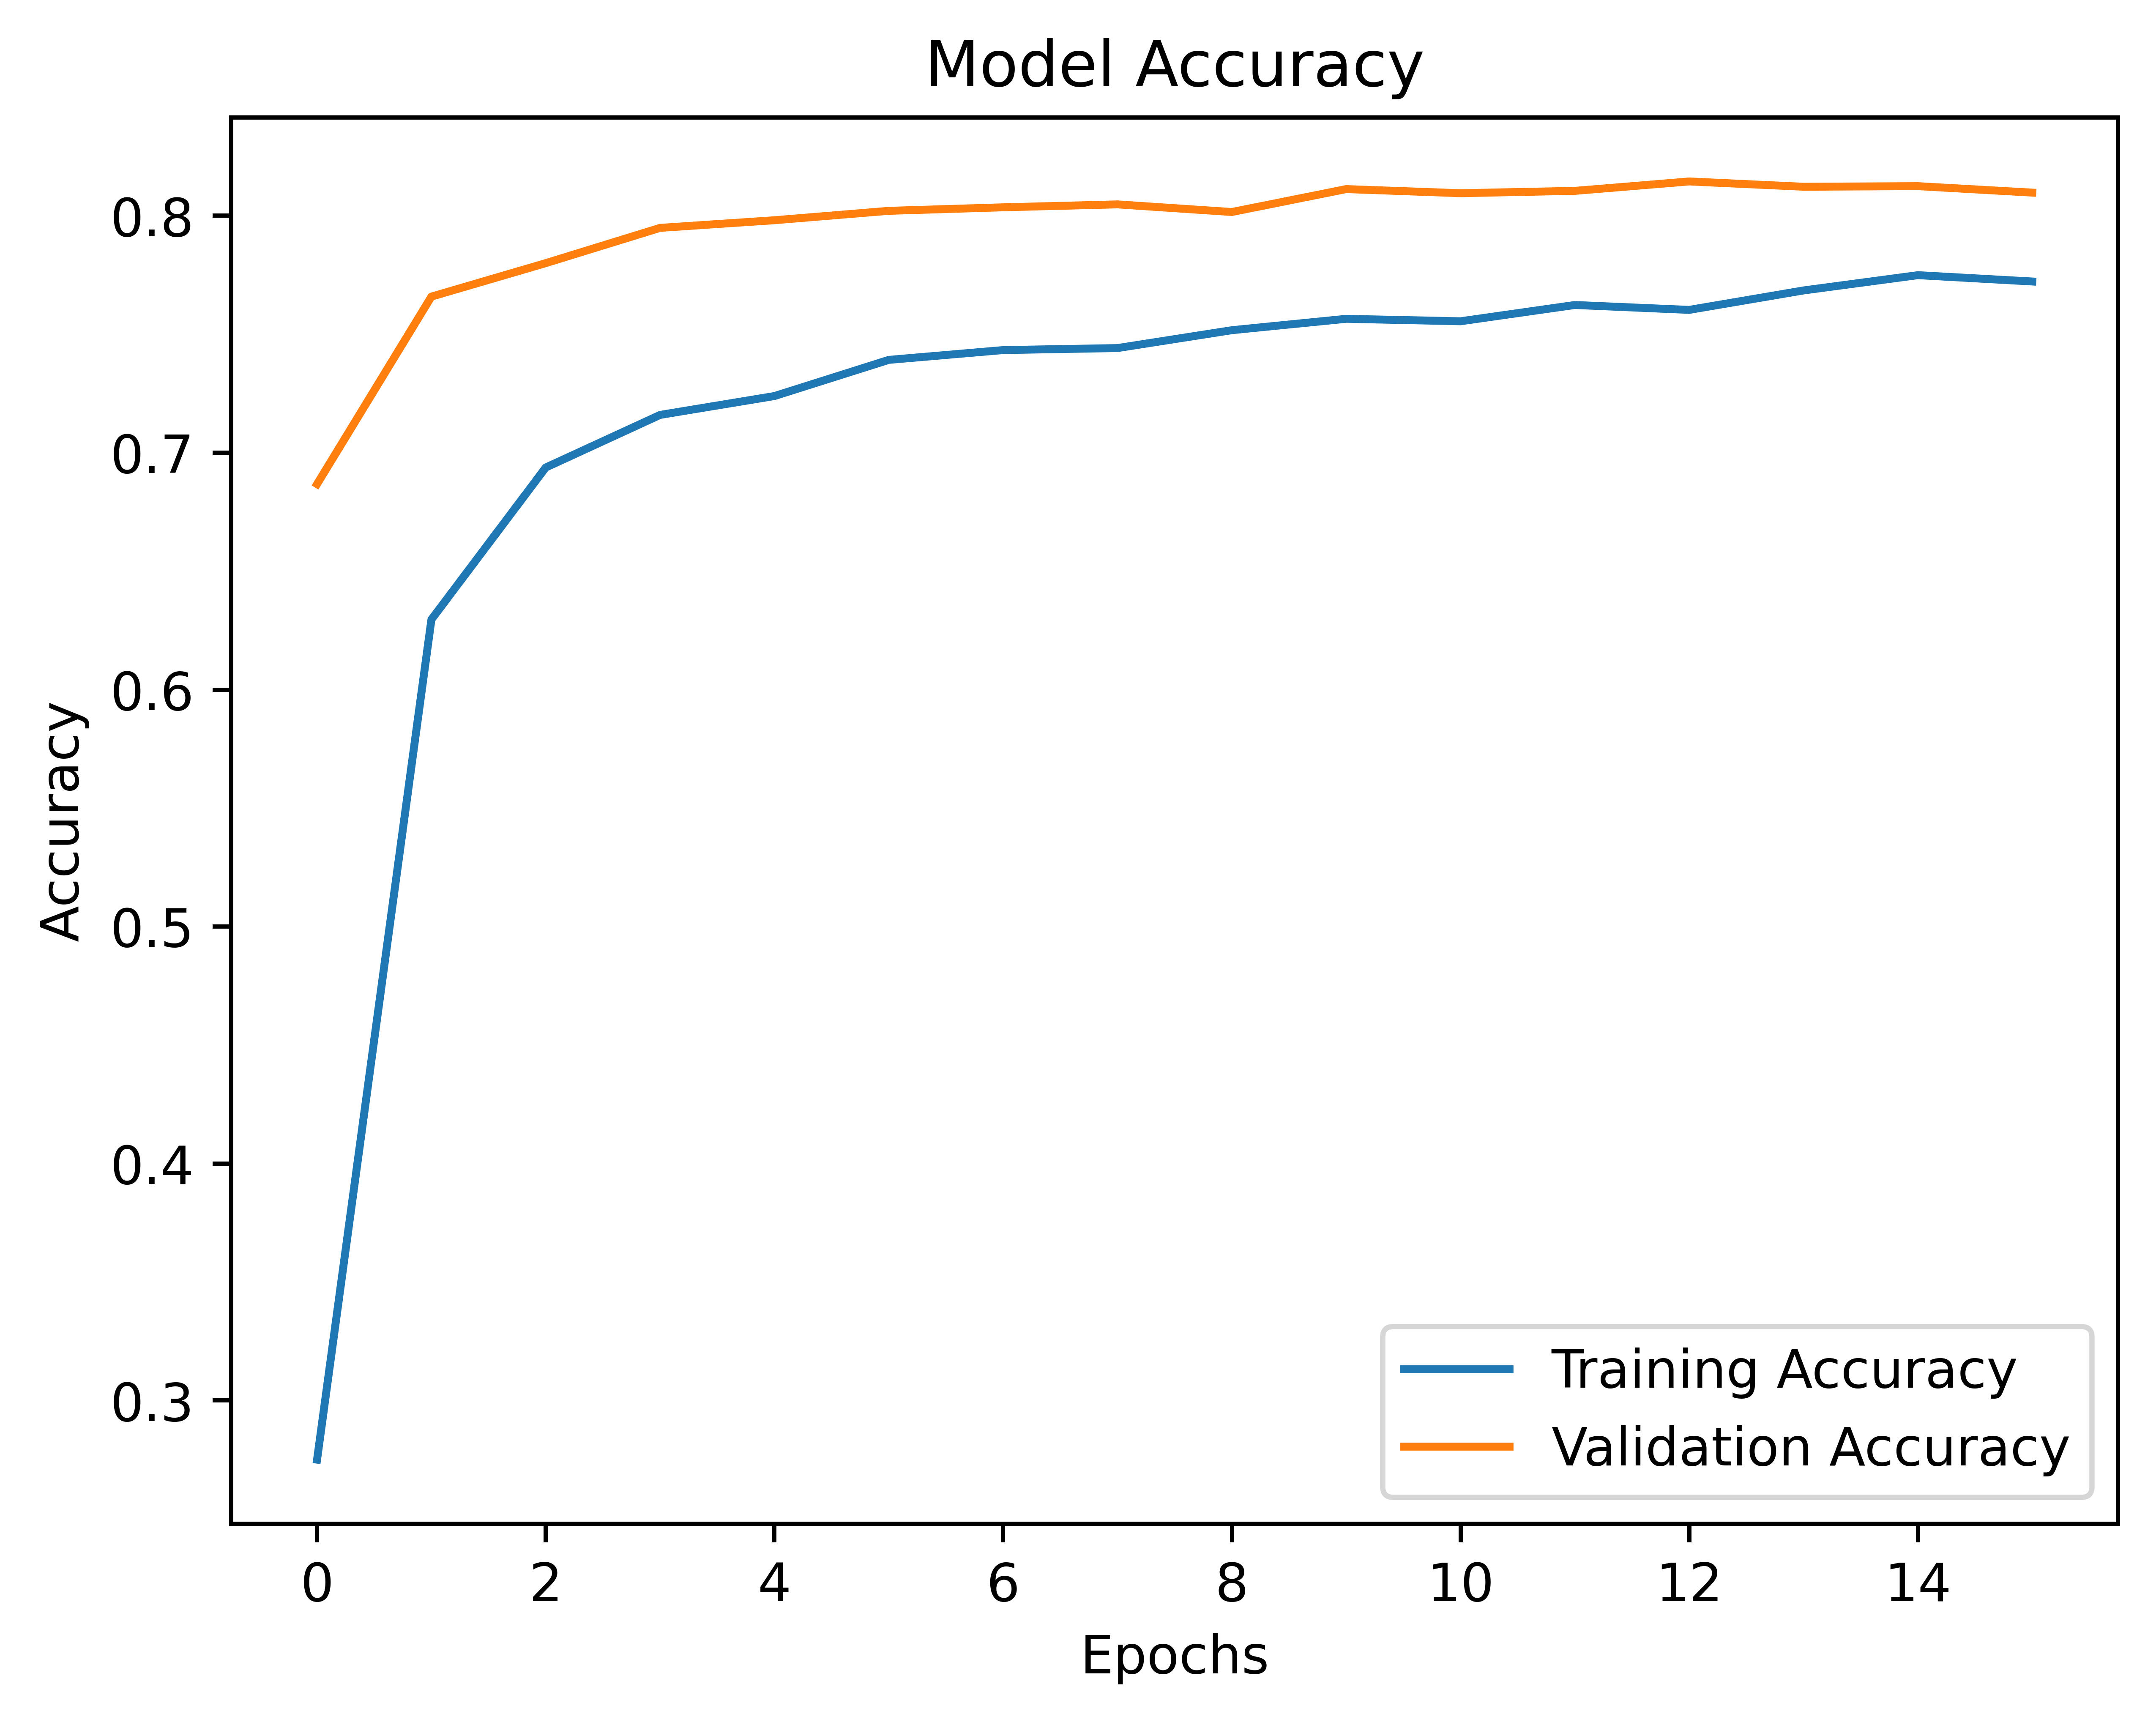 Model Accuracy
0.8
0.7
0.6
0.5
0.4
0.3
Accuracy
Training Accuracy
Validation Accuracy
0 2 4 6 8 10 12 14
Epochs